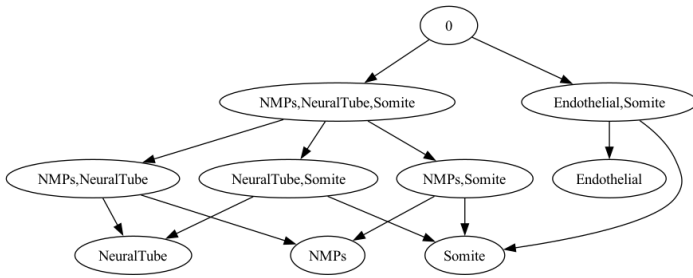 0
NMPs,NeuralTube,Somite
Endothelial,Somite
NMPs,NeuralTube
NeuralTube,Somite
NMPs,Somite
Endothelial
NeuralTube
NMPs
Somite